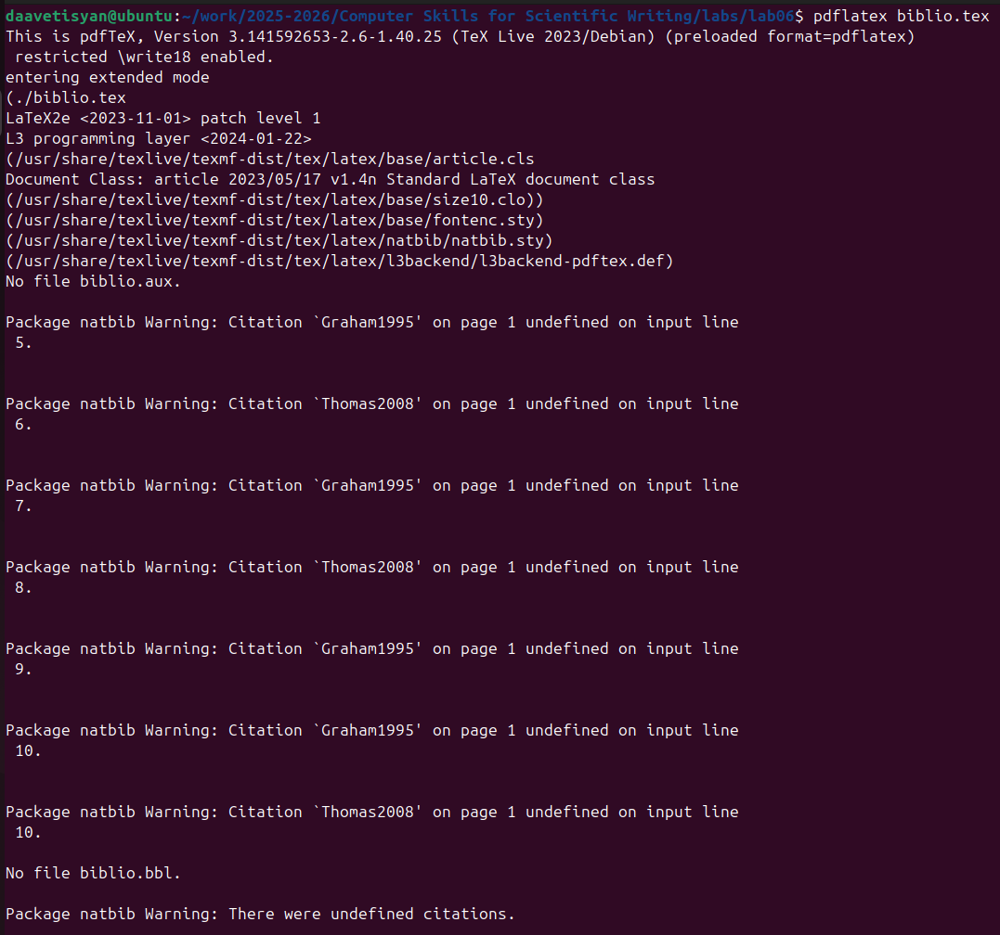 daavetisyan@ubuntu:~/work/2025-2026/Computer Skills for Scientific Writing/labs/lab06$ pdflatex biblio.tex
This is pdfTeX, Version 3.141592653-2.6-1.40.25 (TeX Live 2023/Debian) (preloaded format=pdflatex)
 restricted \write18 enabled.
entering extended mode
(./biblio.tex
LaTeX2e <2023-11-01> patch level 1
L3 programming layer <2024-01-22>
(/usr/share/texlive/texmf-dist/tex/latex/base/article.cls
Document Class: article 2023/05/17 v1.4n Standard LaTeX document class
(/usr/share/texlive/texmf-dist/tex/latex/base/size10.clo))
(/usr/share/texlive/texmf-dist/tex/latex/base/fontenc.sty)
(/usr/share/texlive/texmf-dist/tex/latex/natbib/natbib.sty)
(/usr/share/texlive/texmf-dist/tex/latex/l3backend/l3backend-pdftex.def)
No file biblio.aux.

Package natbib Warning: Citation `Graham1995' on page 1 undefined on input line
 5.

Package natbib Warning: Citation `Thomas2008' on page 1 undefined on input line
 6.

Package natbib Warning: Citation `Graham1995' on page 1 undefined on input line
 7.

Package natbib Warning: Citation `Thomas2008' on page 1 undefined on input line
 8.

Package natbib Warning: Citation `Graham1995' on page 1 undefined on input line
 9.

Package natbib Warning: Citation `Graham1995' on page 1 undefined on input line
 10.

Package natbib Warning: Citation `Thomas2008' on page 1 undefined on input line
 10.

No file biblio.bbl.

Package natbib Warning: There were undefined citations.